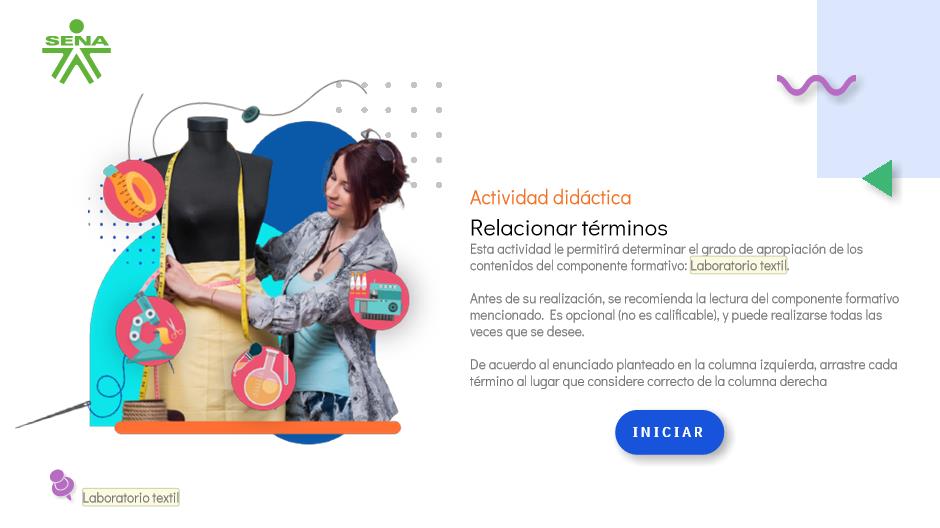 SENA
Actividad didáctica
Relacionar términos
Esta actividad le permitirá determinar el grado de apropiación de los
contenidos del componente formativo: Laboratorio textil.
Antes de su realización, se recomienda la lectura del componente formativo
mencionado. Es opcional (no es calificable), y puede realizarse todas las
veces que se desee.
De acuerdo al enunciado planteado en la columna izquierda, arrastre cada
término al lugar que considere correcto de la columna derecha
INICIAR
Laboratorio textil